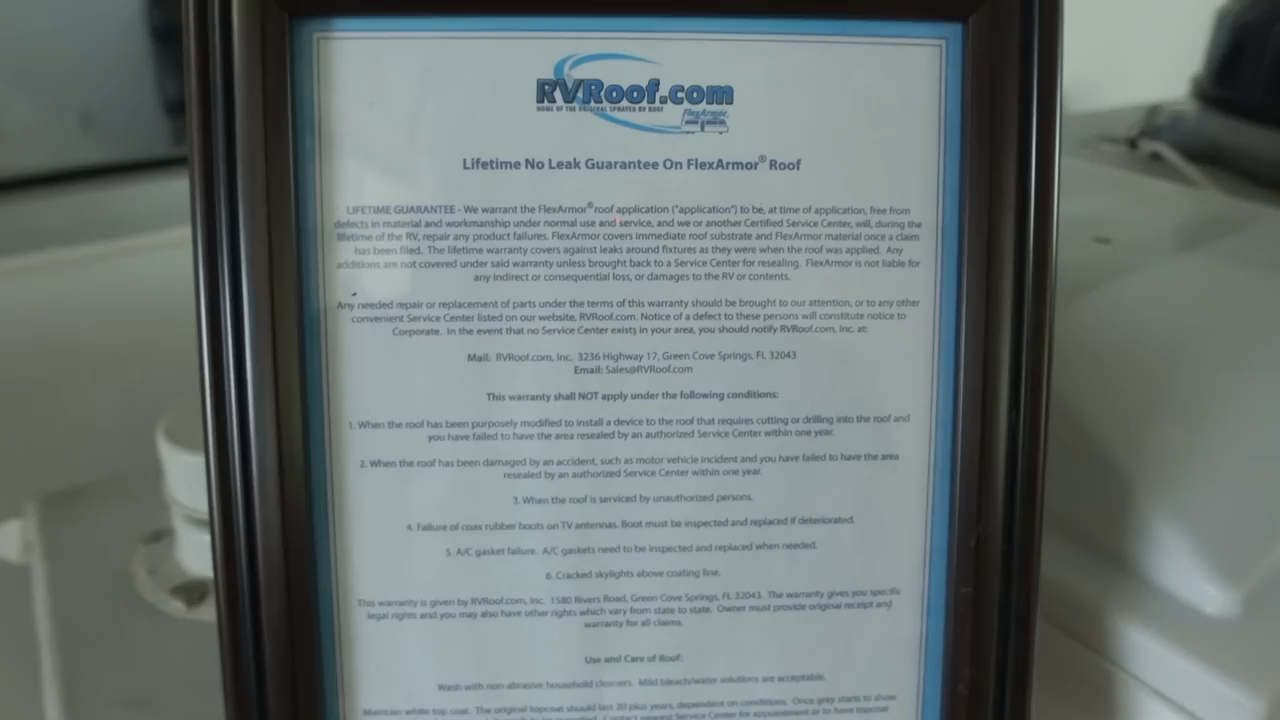 RVRoof.com
HOME OF THE ORIGINAL SPRAYED RV ROOF
FlexArmor
Lifetime No Leak Guarantee On FlexArmor® Roof
LIFETIME GUARANTEE - We warrant the FlexArmor® roof application ("application") to be, at time of application, free from
defects in material and workmanship under normal use and service, and we or another Certified Service Center, will, during the
lifetime of the RV, repair any product failures. FlexArmor covers immediate roof substrate and FlexArmor material once a claim
has been filed. The lifetime warranty covers against leaks around fixtures as they were when the roof was applied. Any
additions are not covered under said warranty unless brought back to a Service Center for resealing. FlexArmor is not liable for
any indirect or consequential loss, or damages to the RV or contents.
Any needed repair or replacement of parts under the terms of this warranty should be brought to our attention, or to any other
convenient Service Center listed on our website, RVRoof.com. Notice of a defect to these persons will constitute notice to
Corporate. In the event that no Service Center exists in your area, you should notify RVRoof.com, Inc. at:
Mail: RVRoof.com, Inc. 3236 Highway 17, Green Cove Springs, FL 32043
Email: Sales@RVRoof.com
This warranty shall NOT apply under the following conditions:
1. When the roof has been purposely modified to install a device to the roof that requires cutting or drilling into the roof and
you have failed to have the area resealed by an authorized Service Center within one year.
2. When the roof has been damaged by an accident, such as motor vehicle incident and you have failed to have the area
resealed by an authorized Service Center within one year.
3. When the roof is serviced by unauthorized persons.
4. Failure of coax rubber boots on TV antennas. Boot must be inspected and replaced if deteriorated.
5. A/C gasket failure. A/C gaskets need to be inspected and replaced when needed.
6. Cracked skylights above coating line.
This warranty is given by RVRoof.com, Inc. 1580 Rivers Road, Green Cove Springs, FL 32043. The warranty gives you specific
legal rights and you may also have other rights which vary from state to state. Owner must provide original receipt and
warranty for all claims.
Use and Care of Roof:
Wash with non-abrasive household cleaners. Mild bleach/water solutions are acceptable.
Maintain white top coat. The original topcoat should last 20 plus years, dependent on conditions. Once grey starts to show